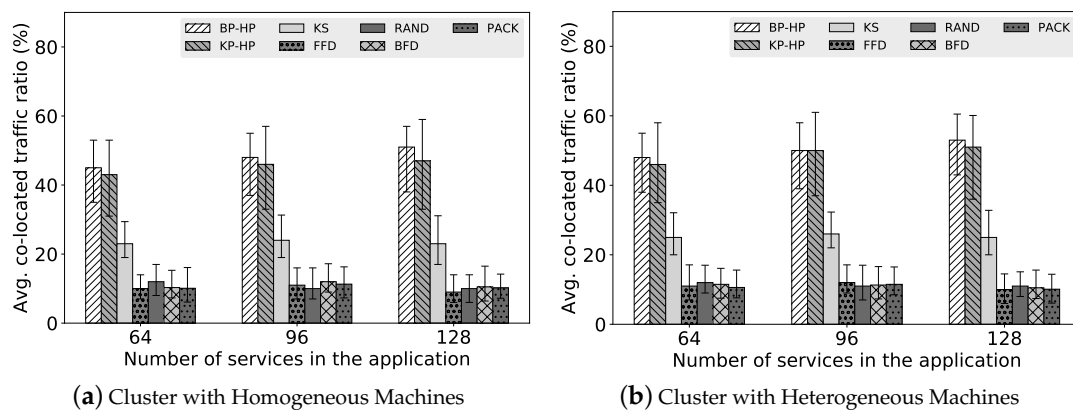 BP-HP KS RAND PACK
KP-HP FFD BFD
Avg. co-located traffic ratio (%)
80
60
40
20
0
64 96 128
Number of services in the application
(a) Cluster with Homogeneous Machines
BP-HP KS RAND PACK
KP-HP FFD BFD
Avg. co-located traffic ratio (%)
80
60
40
20
0
64 96 128
Number of services in the application
(b) Cluster with Heterogeneous Machines